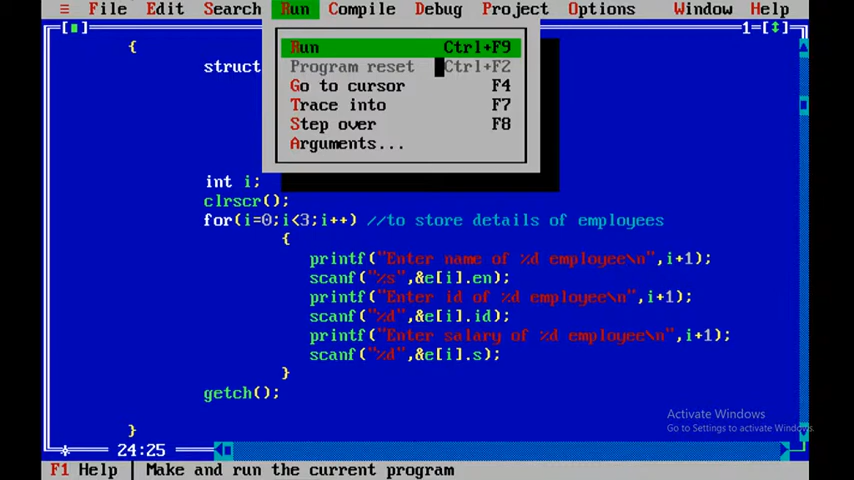 ≡ File Edit Search Run Compile Debug Project Options Window Help
[■] 1=[↕]
{
struct
Run Ctrl+F9
Program reset Ctrl+F2
Go to cursor F4
Trace into F7
Step over F8
Arguments...
int i;
clrscr();
for(i=0;i<3;i++) //to store details of employees
{
printf("Enter name of %d employee\n",i+1);
scanf("%s",&e[i].en);
printf("Enter id of %d employee\n",i+1);
scanf("%d",&e[i].id);
printf("Enter salary of %d employee\n",i+1);
scanf("%d",&e[i].s);
}
getch();
}
Activate Windows
Go to Settings to activate Windows.
24:25
F1 Help | Make and run the current program